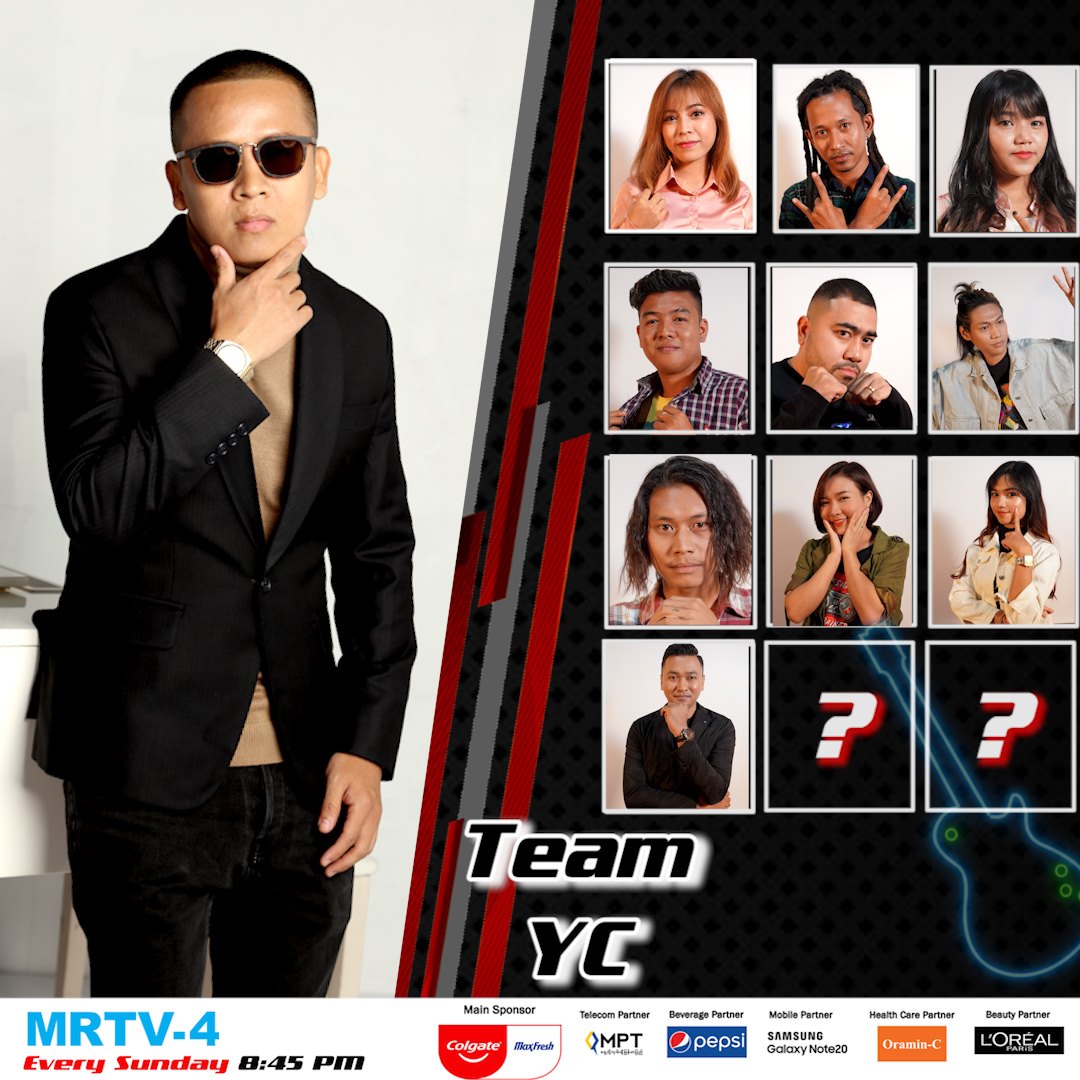 ?
?
Team
YC
MRTV-4
Every Sunday 8:45 PM
Main Sponsor
Colgate
MaxFresh
Telecom Partner
MPT
Beverage Partner
pepsi
Mobile Partner
SAMSUNG
Galaxy Note20
Health Care Partner
Oramin-C
Beauty Partner
L'ORÉAL
PARIS